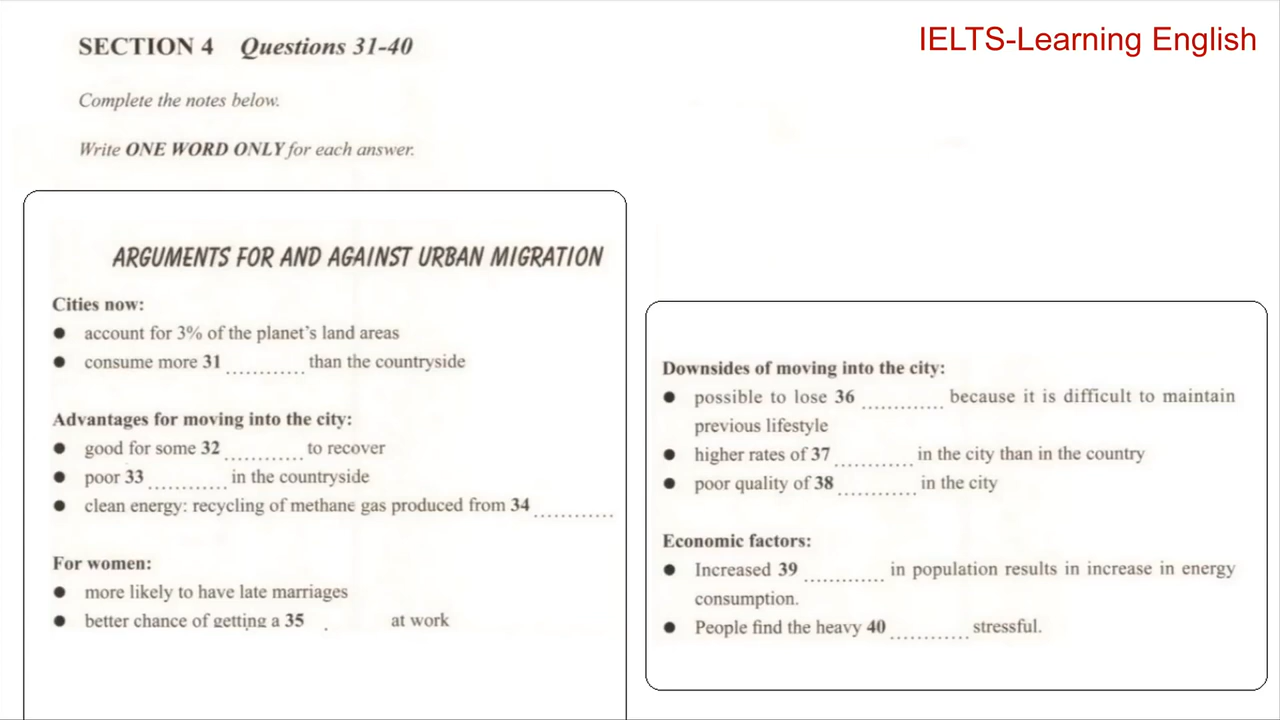 SECTION 4 Questions 31-40
IELTS-Learning English
Complete the notes below.
Write ONE WORD ONLY for each answer.
ARGUMENTS FOR AND AGAINST URBAN MIGRATION
Cities now:
● account for 3% of the planet's land areas
● consume more 31 .......... than the countryside
Advantages for moving into the city:
● good for some 32 .......... to recover
● poor 33 .......... in the countryside
● clean energy: recycling of methane gas produced from 34 ..........
For women:
● more likely to have late marriages
● better chance of getting a 35 . at work
Downsides of moving into the city:
● possible to lose 36 .......... because it is difficult to maintain
previous lifestyle
● higher rates of 37 .......... in the city than in the country
● poor quality of 38 .......... in the city
Economic factors:
● Increased 39 .......... in population results in increase in energy
consumption.
● People find the heavy 40 .......... stressful.